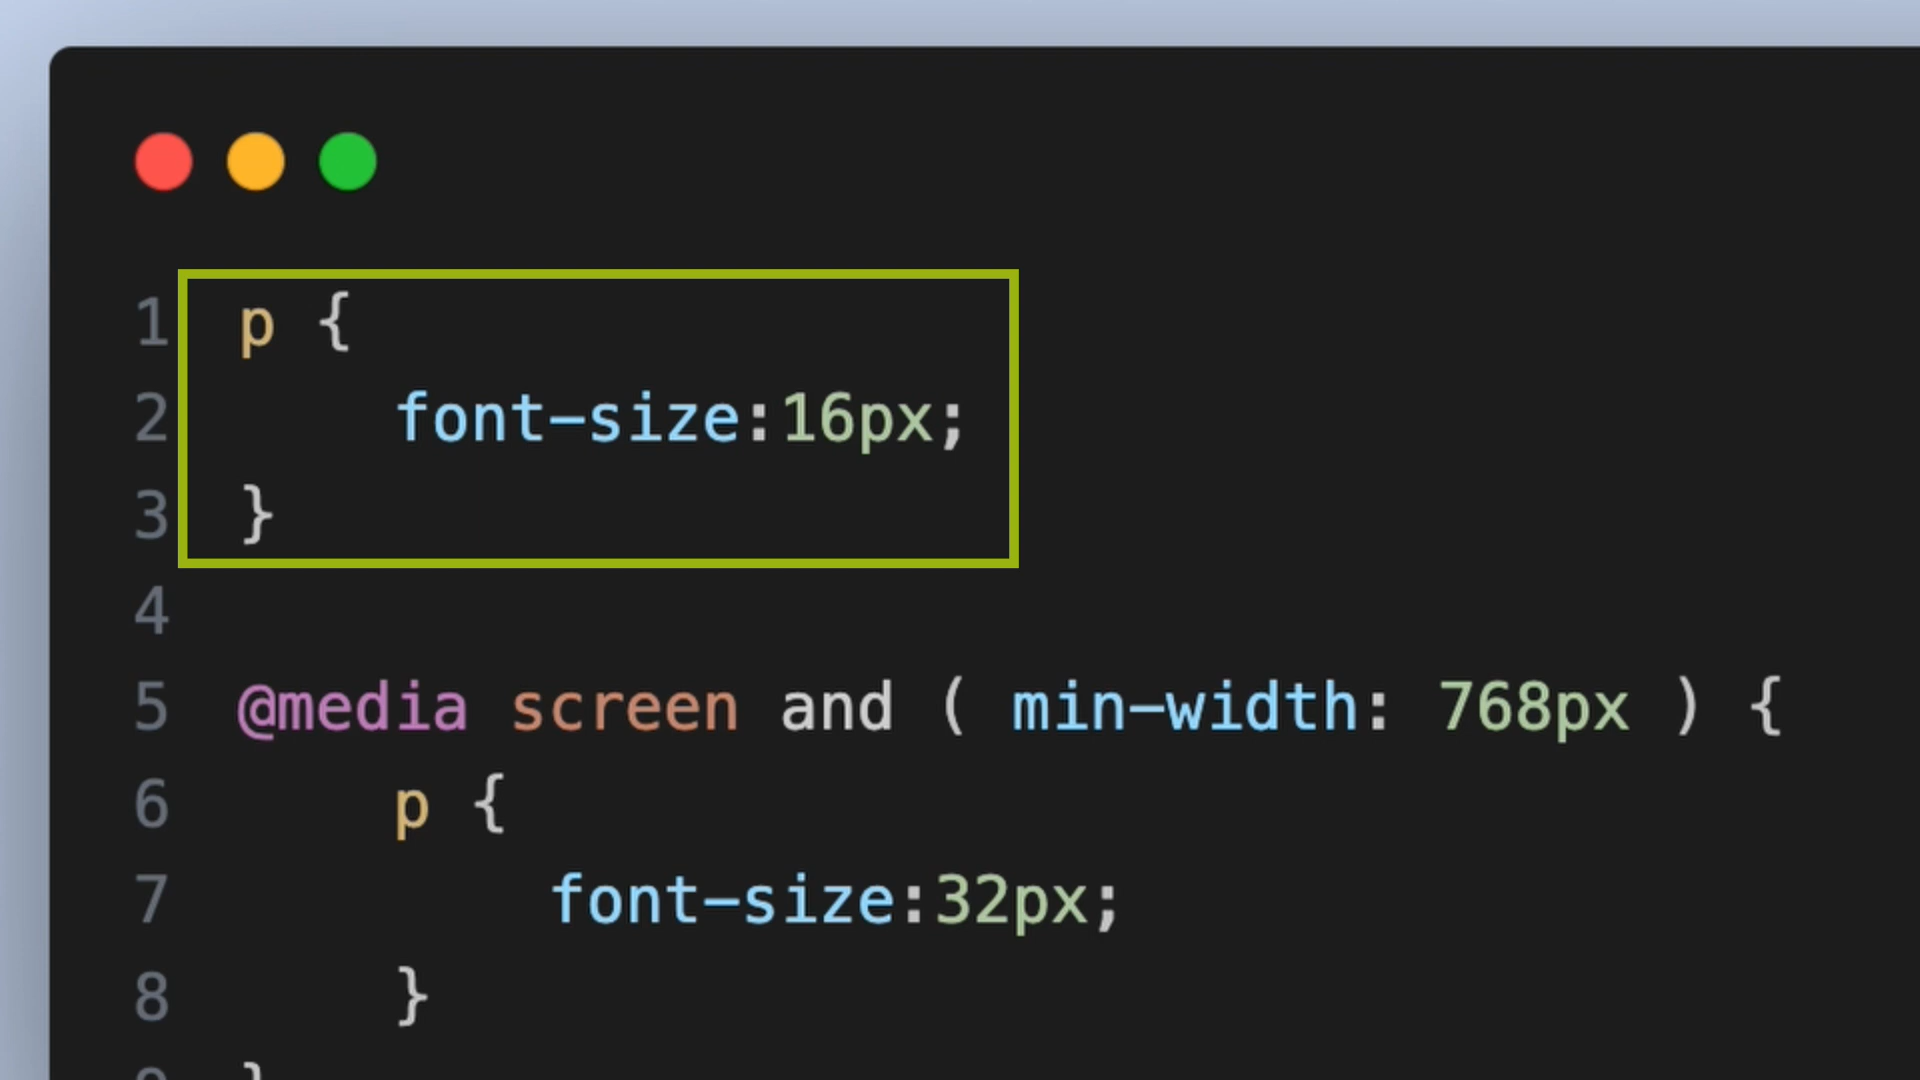 1 p {
2 font-size:16px;
3 }
4
5 @media screen and ( min-width: 768px ) {
6 p {
7 font-size:32px;
8 }
9 }